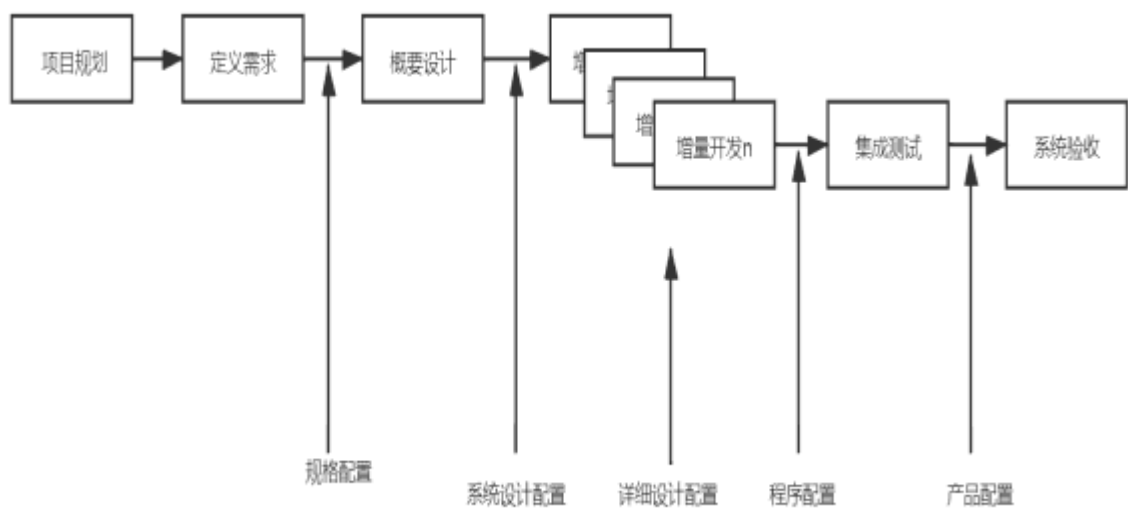 项目规划
定义需求
概要设计
增
增
增量开发n
集成测试
系统验收
规格配置
系统设计配置
详细设计配置
程序配置
产品配置